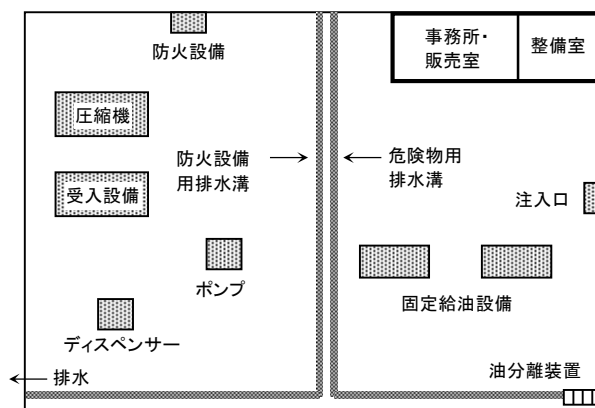 防火設備
事務所・
販売室
整備室
圧縮機
防火設備
用排水溝
危険物用
排水溝
受入設備
注入口
ポンプ
固定給油設備
ディスペンサー
排水
油分離装置